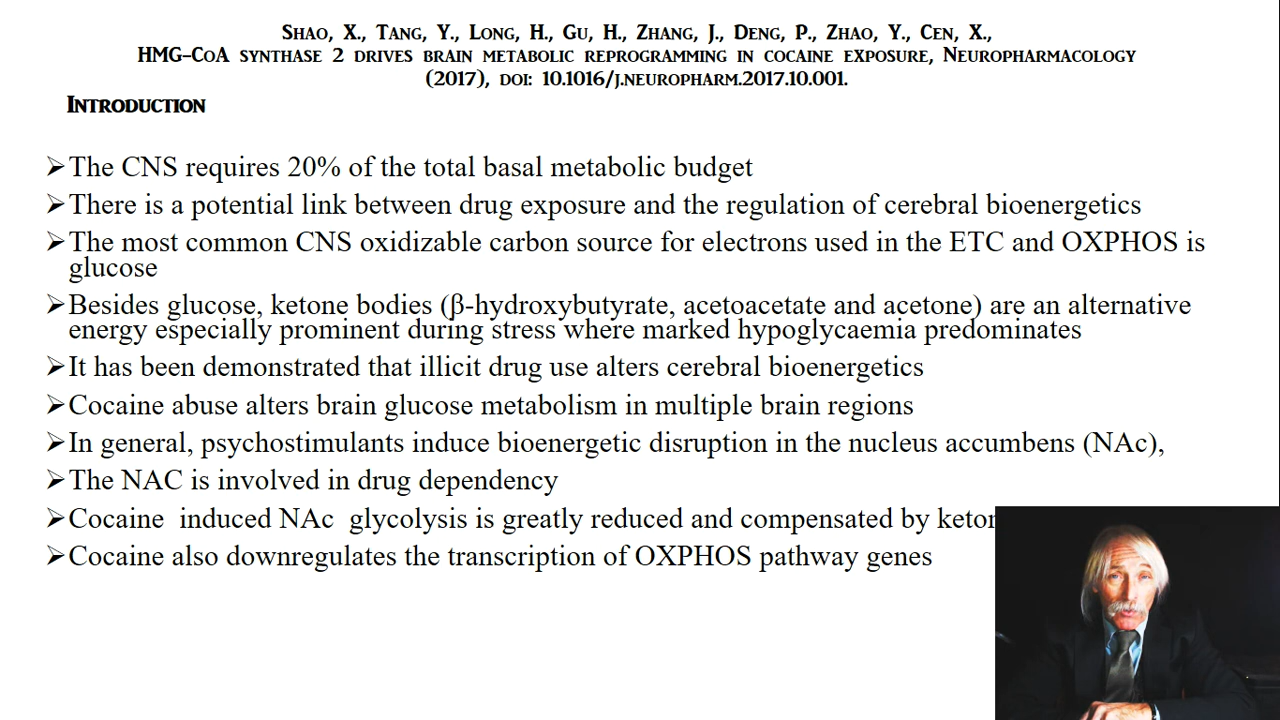 Shao, X., Tang, Y., Long, H., Gu, H., Zhang, J., Deng, P., Zhao, Y., Cen, X.,
HMG-CoA synthase 2 drives brain metabolic reprogramming in cocaine exposure, Neuropharmacology
(2017), doi: 10.1016/j.neuropharm.2017.10.001.
Introduction
➢The CNS requires 20% of the total basal metabolic budget
➢There is a potential link between drug exposure and the regulation of cerebral bioenergetics
➢The most common CNS oxidizable carbon source for electrons used in the ETC and OXPHOS is
glucose
➢Besides glucose, ketone bodies (β-hydroxybutyrate, acetoacetate and acetone) are an alternative
energy especially prominent during stress where marked hypoglycaemia predominates
➢It has been demonstrated that illicit drug use alters cerebral bioenergetics
➢Cocaine abuse alters brain glucose metabolism in multiple brain regions
➢In general, psychostimulants induce bioenergetic disruption in the nucleus accumbens (NAc),
➢The NAC is involved in drug dependency
➢Cocaine induced NAc glycolysis is greatly reduced and compensated by
➢Cocaine also downregulates the transcription of OXPHOS pathway genes